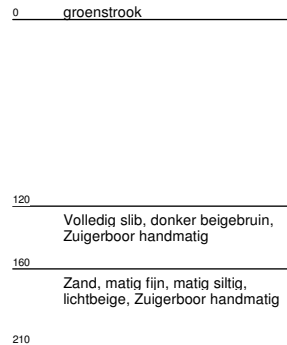 0 groenstrook
120
Volledig slib, donker beigebruin,
Zuigerboor handmatig
160
Zand, matig fijn, matig siltig,
lichtbeige, Zuigerboor handmatig
210